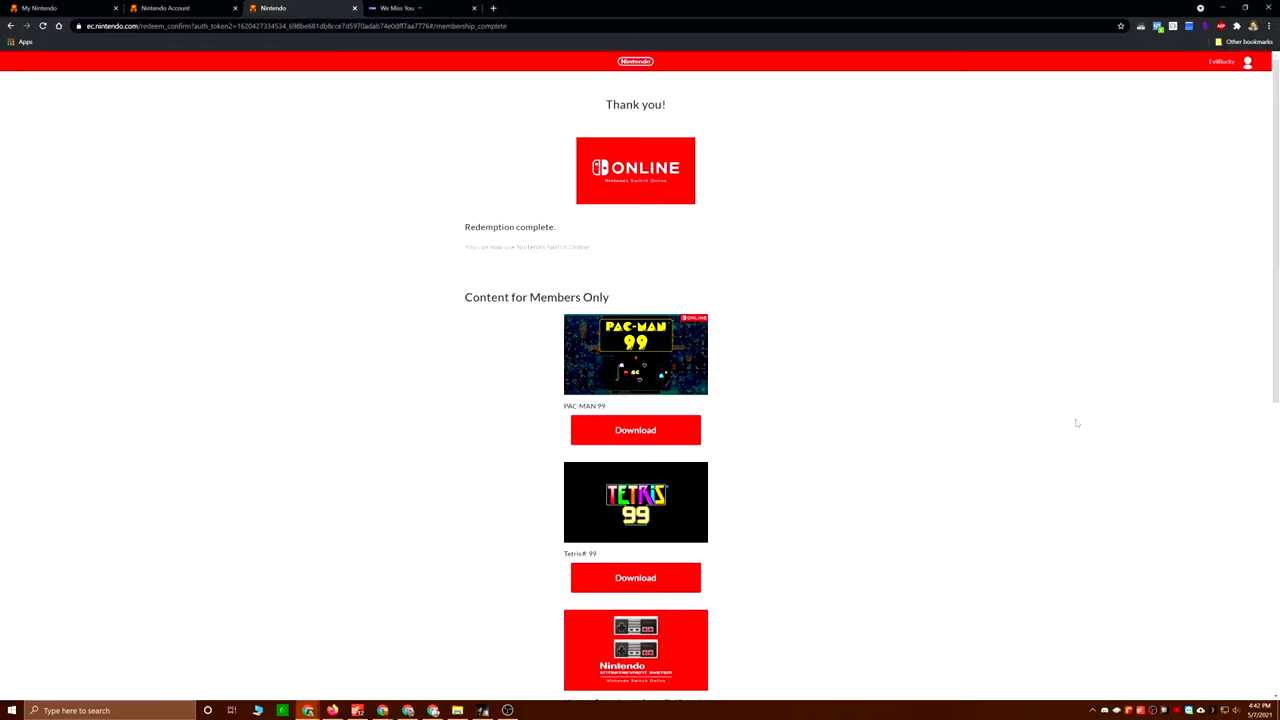 My Nintendo
Nintendo Account
Nintendo
We Miss You
ec.nintendo.com/redeem_confirm?auth_token2=1620427334534_698be681db8cce7d5970adab74e0dff7aa7776#/membership_complete
Apps
Other bookmarks
Nintendo
EvilBucky
Thank you!
ONLINE
Nintendo Switch Online
Redemption complete.
You can now use Nintendo Switch Online
Content for Members Only
ONLINE
PAC-MAN
99
PAC-MAN 99
Download
TETRIS
99
Tetris® 99
Download
Nintendo
ENTERTAINMENT SYSTEM
Nintendo Switch Online
Type here to search
4:42 PM
5/7/2021